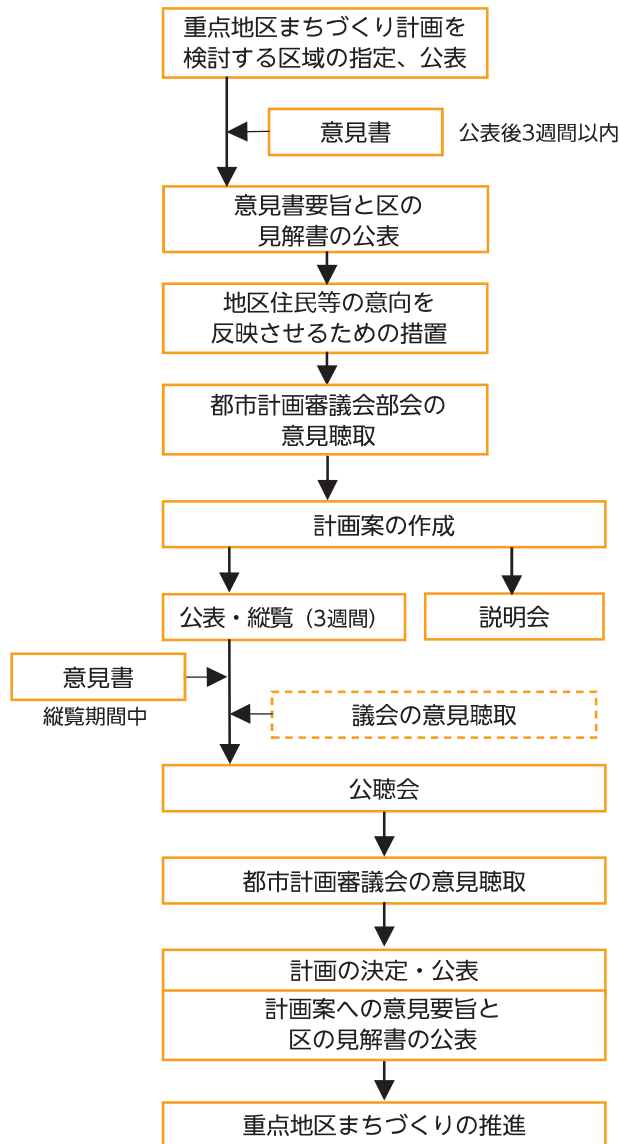 重点地区まちづくり計画を
検討する区域の指定、公表
意見書
公表後3週間以内
意見書要旨と区の
見解書の公表
地区住民等の意向を
反映させるための措置
都市計画審議会部会の
意見聴取
計画案の作成
公表・縦覧（3週間）
説明会
意見書
縦覧期間中
議会の意見聴取
公聴会
都市計画審議会の意見聴取
計画の決定・公表
計画案への意見要旨と
区の見解書の公表
重点地区まちづくりの推進